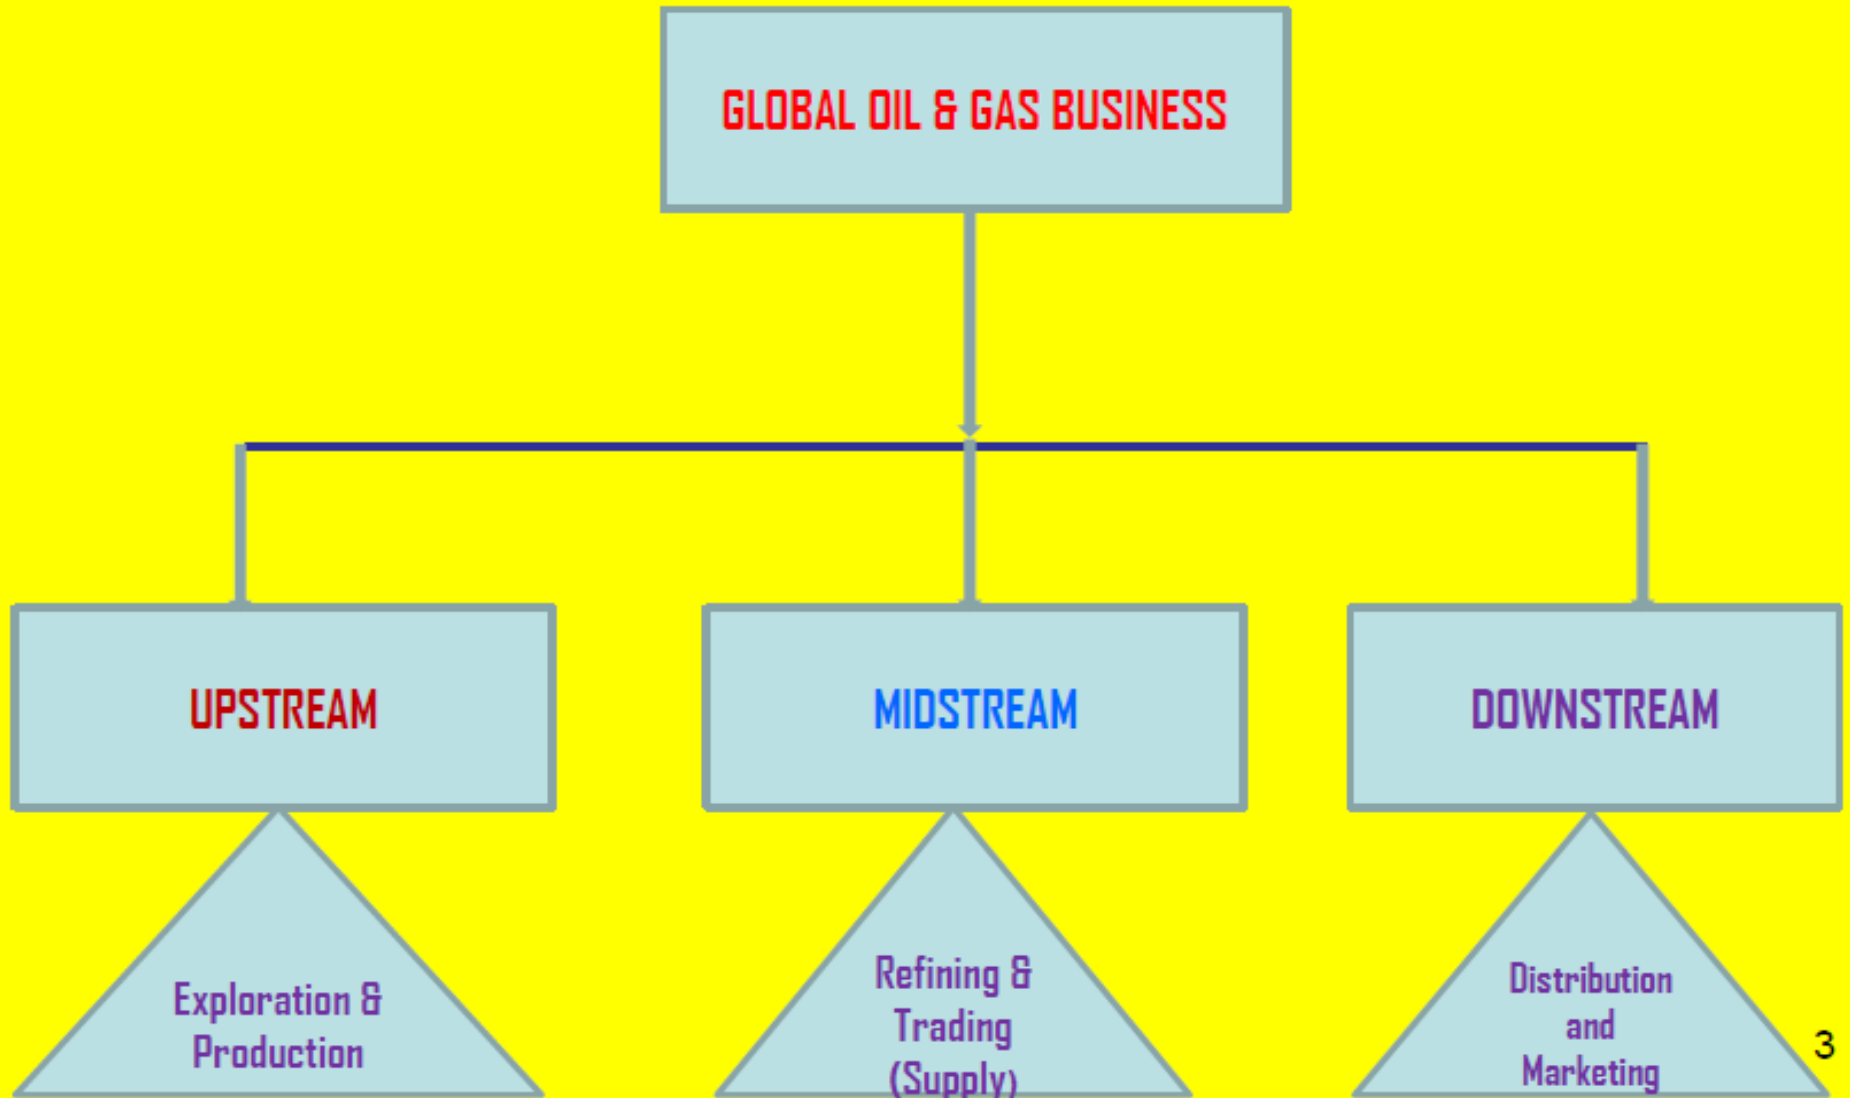 GLOBAL OIL & GAS BUSINESS
UPSTREAM
MIDSTREAM
DOWNSTREAM
Exploration &
Production
Refining &
Trading
(Supply)
Distribution
and
Marketing
3